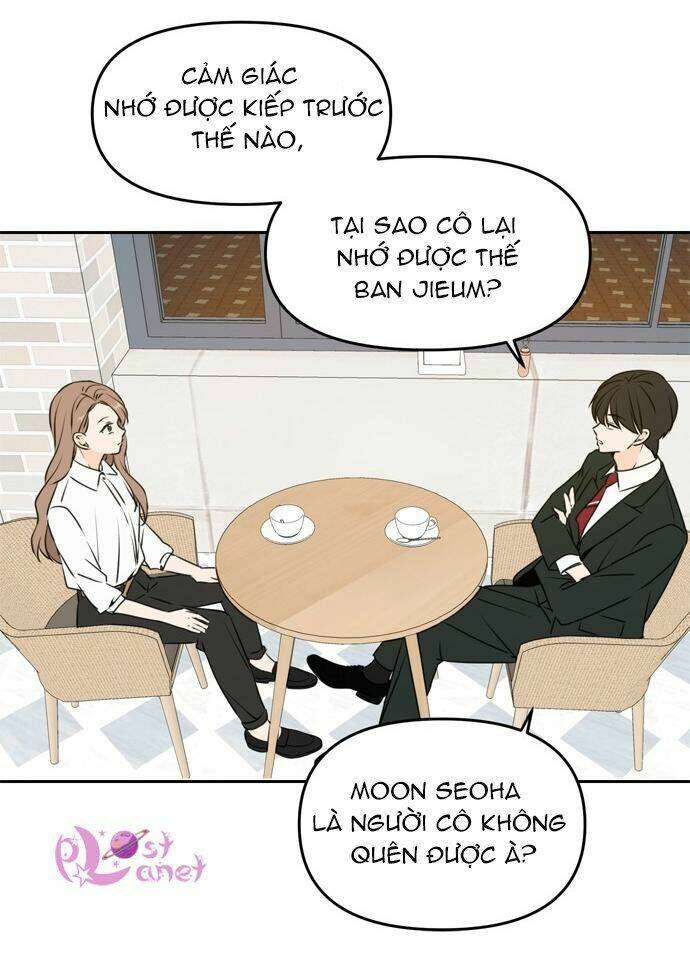 CẢM GIÁC
NHỚ ĐƯỢC KIẾP TRƯỚC
THẾ NÀO,
TẠI SAO CÔ LẠI
NHỚ ĐƯỢC THẾ
BAN JIEUM?
MOON SEOHA
LÀ NGƯỜI CÔ KHÔNG
QUÊN ĐƯỢC À?
Lost
Planet